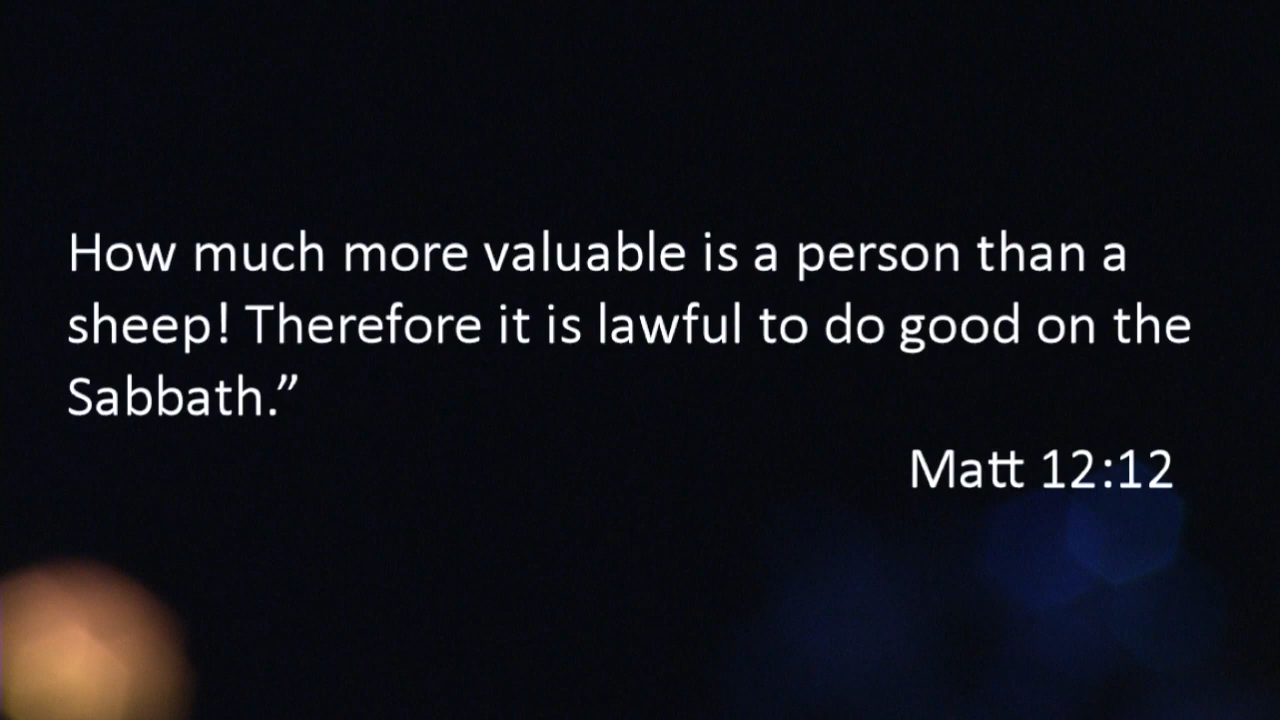 How much more valuable is a person than a
sheep! Therefore it is lawful to do good on the
Sabbath.”
Matt 12:12